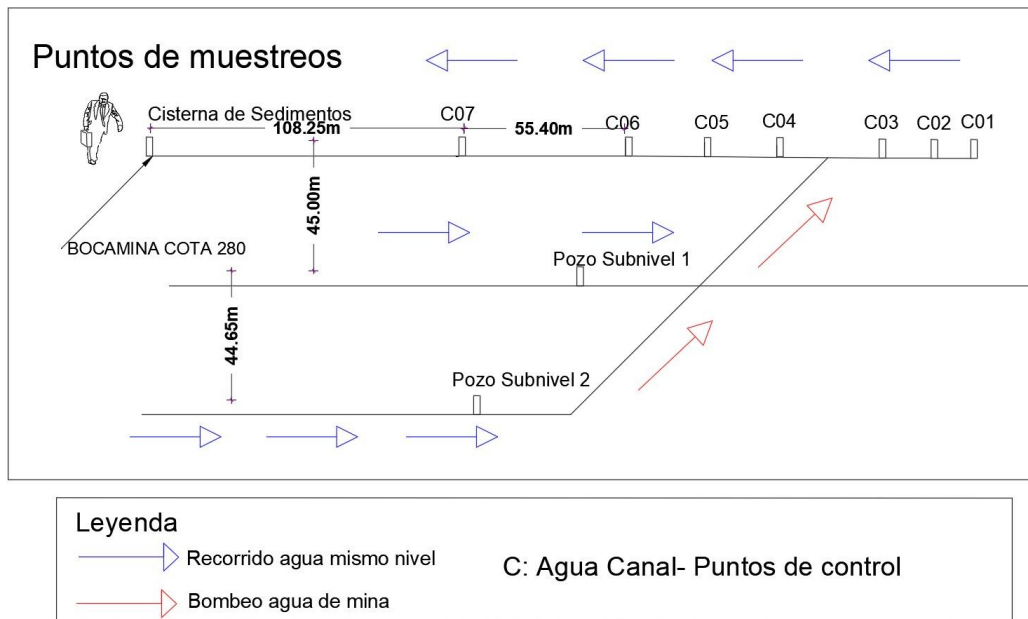 Puntos de muestreos
Cisterna de Sedimentos
108.25m
C07
55.40m
C06
C05
C04
C03
C02
C01
45.00m
BOCAMINA COTA 280
Pozo Subnivel 1
44.65m
Pozo Subnivel 2
Leyenda
Recorrido agua mismo nivel
C: Agua Canal- Puntos de control
Bombeo agua de mina